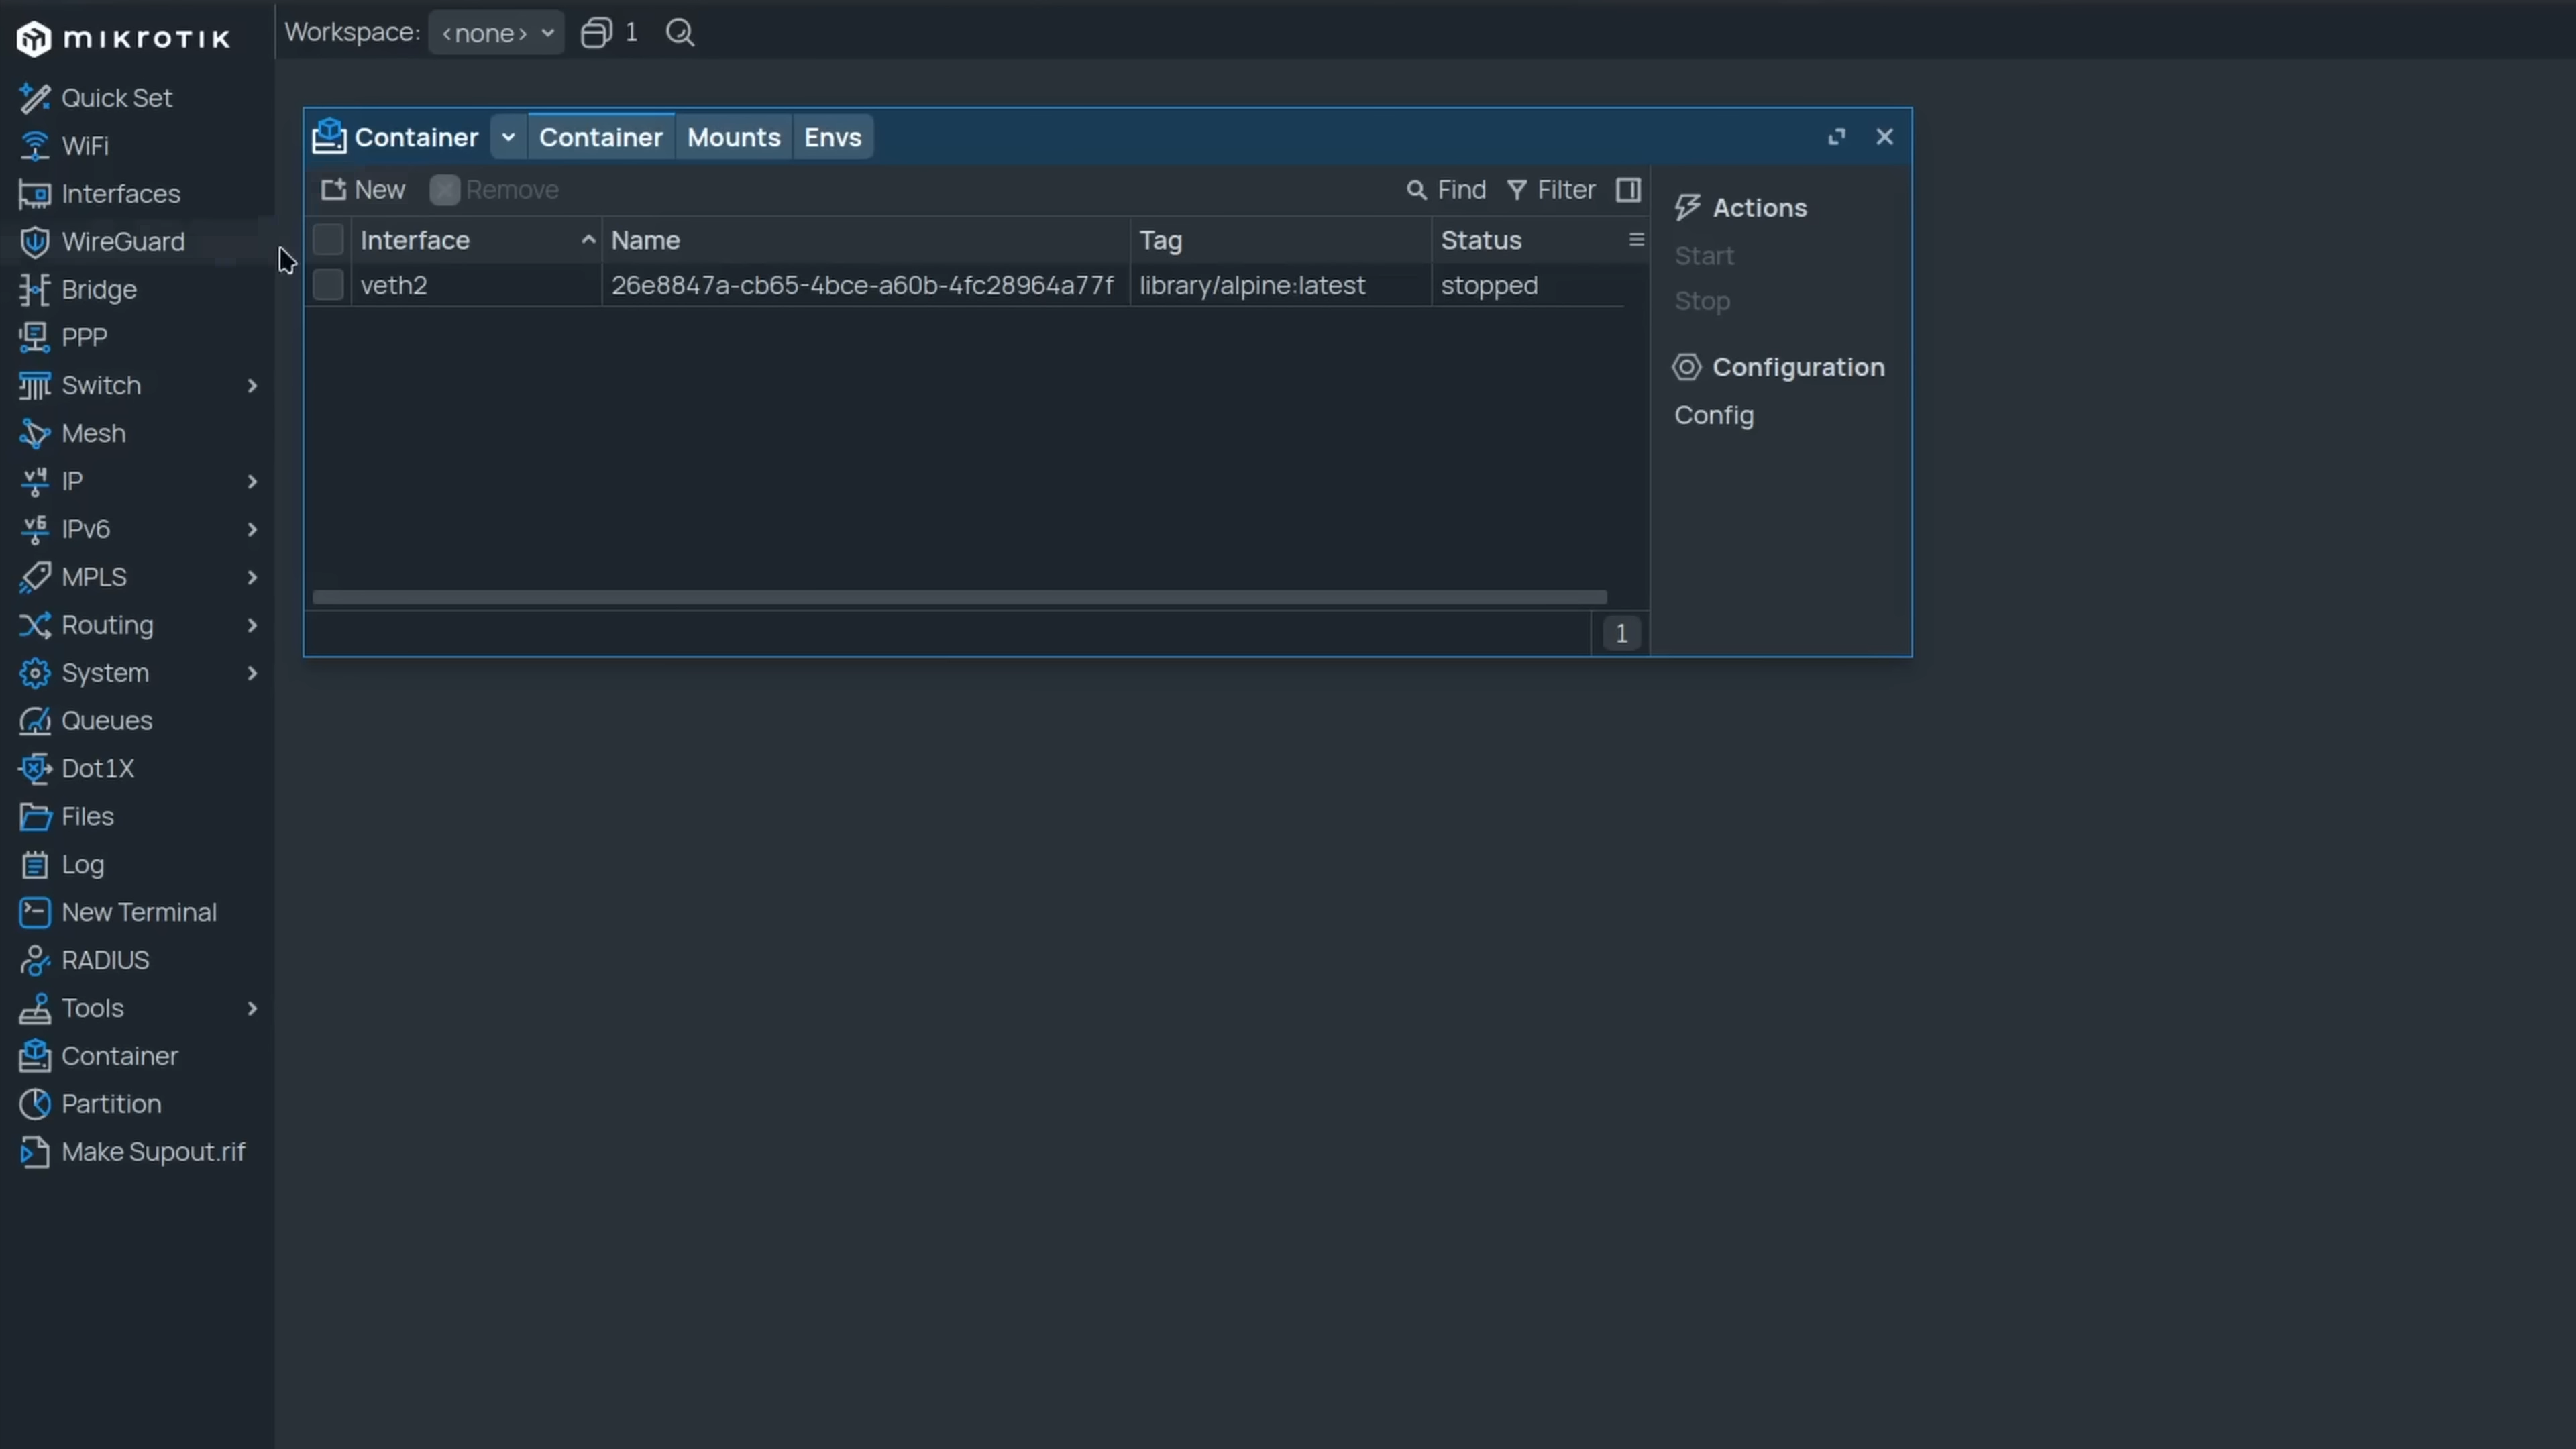 mikrotik
Workspace: <none> 1
Quick Set
WiFi
Interfaces
WireGuard
Bridge
PPP
Switch
Mesh
IP
IPv6
MPLS
Routing
System
Queues
Dot1X
Files
Log
New Terminal
RADIUS
Tools
Container
Partition
Make Supout.rif
Container Container Mounts Envs
New Remove Find Filter
Interface Name Tag Status
veth2 26e8847a-cb65-4bce-a60b-4fc28964a77f library/alpine:latest stopped
1
Actions
Start
Stop
Configuration
Config